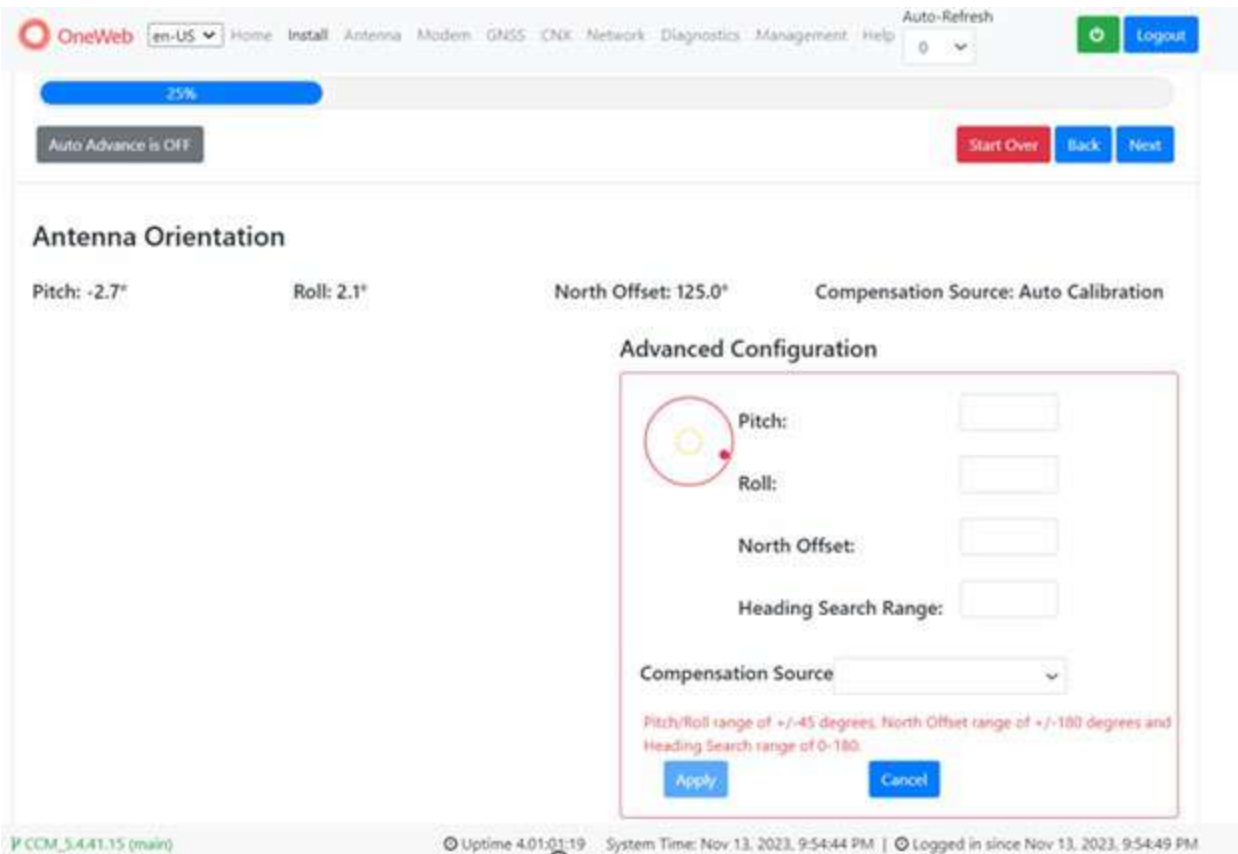 Auto-Refresh
OneWeb en-US Home Install Antenna Modem GNSS CNX Network Diagnostics Management Help 0 Logout
25%
Auto Advance is OFF Start Over Back Next
Antenna Orientation
Pitch: -2.7° Roll: 2.1° North Offset: 125.0° Compensation Source: Auto Calibration
Advanced Configuration
Pitch:
Roll:
North Offset:
Heading Search Range:
Compensation Source
Pitch/Roll range of +/-45 degrees, North Offset range of +/-180 degrees and
Heading Search range of 0-180.
Apply Cancel
CCM_5.4.41.15 (main) Uptime 4.01:01:19 System Time: Nov 13, 2023, 9:54:44 PM | Logged in since Nov 13, 2023, 9:54:49 PM